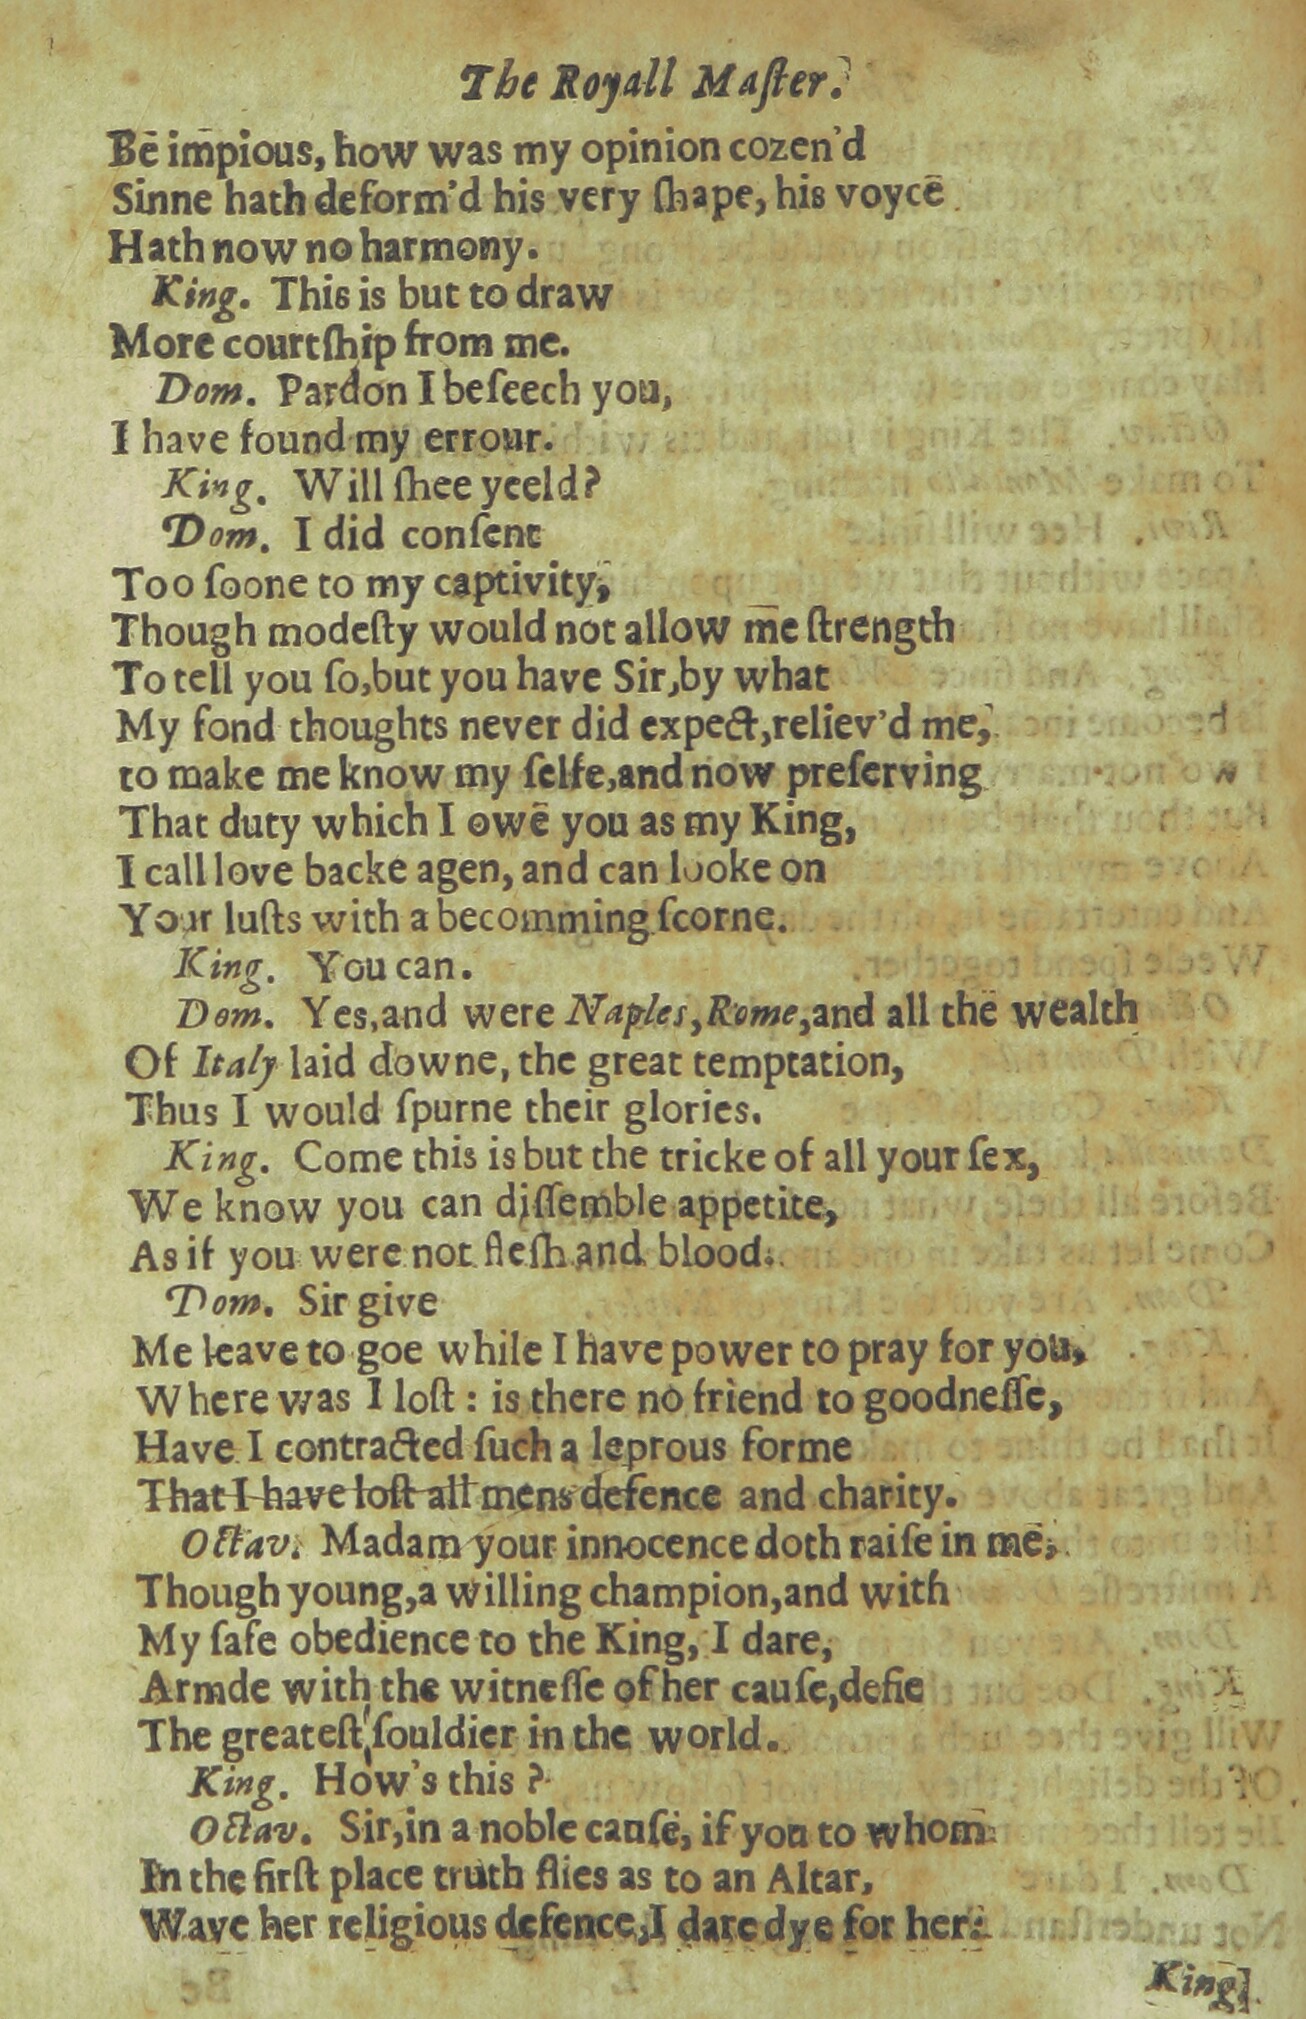 The Royall Maſter.
Be impious, how was my opinion cozen'd
Sinne hath deform'd his very ſhape, his voyce
Hath now no harmony.
King. This is but to draw
More courtſhip from me.
Dom. Pardon I beſeech you,
I have found my errour.
King. Will ſhee yeeld?
Dom. I did conſent
Too ſoone to my captivity,
Though modeſty would not allow me ſtrength
To tell you ſo, but you have Sir, by what
My fond thoughts never did expect, reliev'd me,
to make me know my ſelfe, and now preſerving
That duty which I owe you as my King,
I call love backe agen, and can looke on
Your luſts with a becomming ſcorne.
King. You can.
Dom. Yes, and were Naples, Rome, and all the wealth
Of Italy laid downe, the great temptation,
Thus I would ſpurne their glories.
King. Come this is but the tricke of all your ſex,
We know you can diſſemble appetite,
As if you were not fleſh and blood.
Dom. Sir give
Me leave to goe while I have power to pray for you,
Where was I loſt: is there no friend to goodneſſe,
Have I contracted ſuch a leprous forme
That I have loſt all mens defence and charity.
Octav. Madam your innocence doth raiſe in me,
Though young, a willing champion, and with
My ſafe obedience to the King, I dare,
Armde with the witneſſe of her cauſe, defie
The greateſt ſouldier in the world.
King. How's this?
Octav. Sir, in a noble cauſe, if you to whom
In the firſt place truth flies as to an Altar,
Wave her religious defence, I dare dye for her.
King.